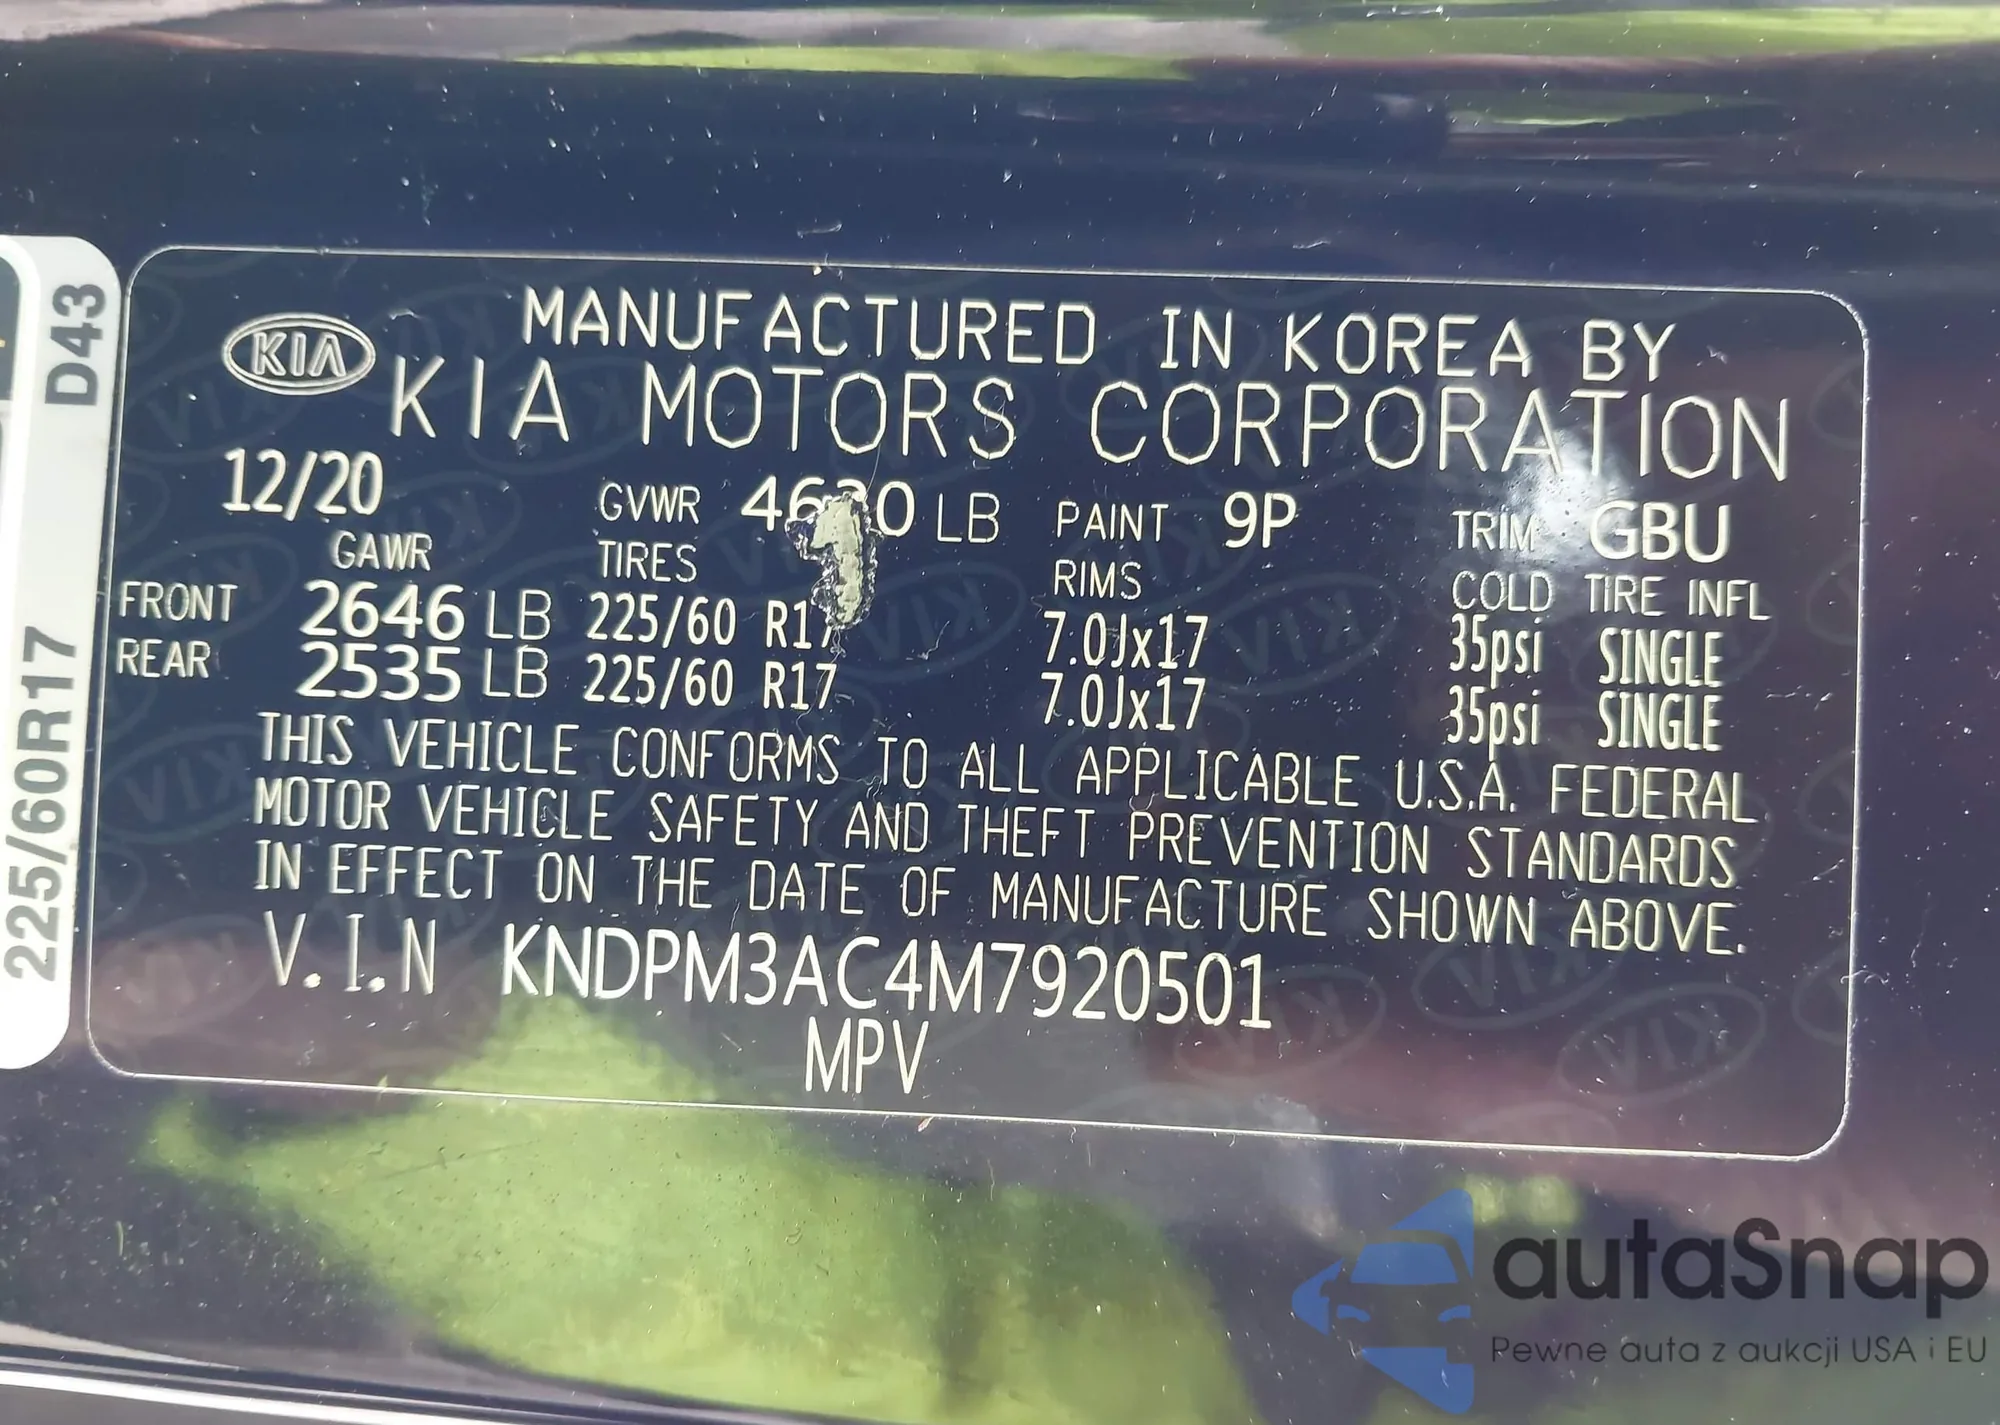 D43
225/60R17
KIA
MANUFACTURED IN KOREA BY
KIA MOTORS CORPORATION
12/20 GVWR LB PAINT 9P TRIM GBU
GAWR TIRES RIMS COLD TIRE INFL
FRONT 2646 LB 225/60 R17 7.0Jx17 35psi SINGLE
REAR 2535 LB 225/60 R17 7.0Jx17 35psi SINGLE
THIS VEHICLE CONFORMS TO ALL APPLICABLE U.S.A. FEDERAL
MOTOR VEHICLE SAFETY AND THEFT PREVENTION STANDARDS
IN EFFECT ON THE DATE OF MANUFACTURE SHOWN ABOVE.
V.I.N KNDPM3AC4M7920501
MPV
autaSnap
Pewne auta z aukcji USA i EU